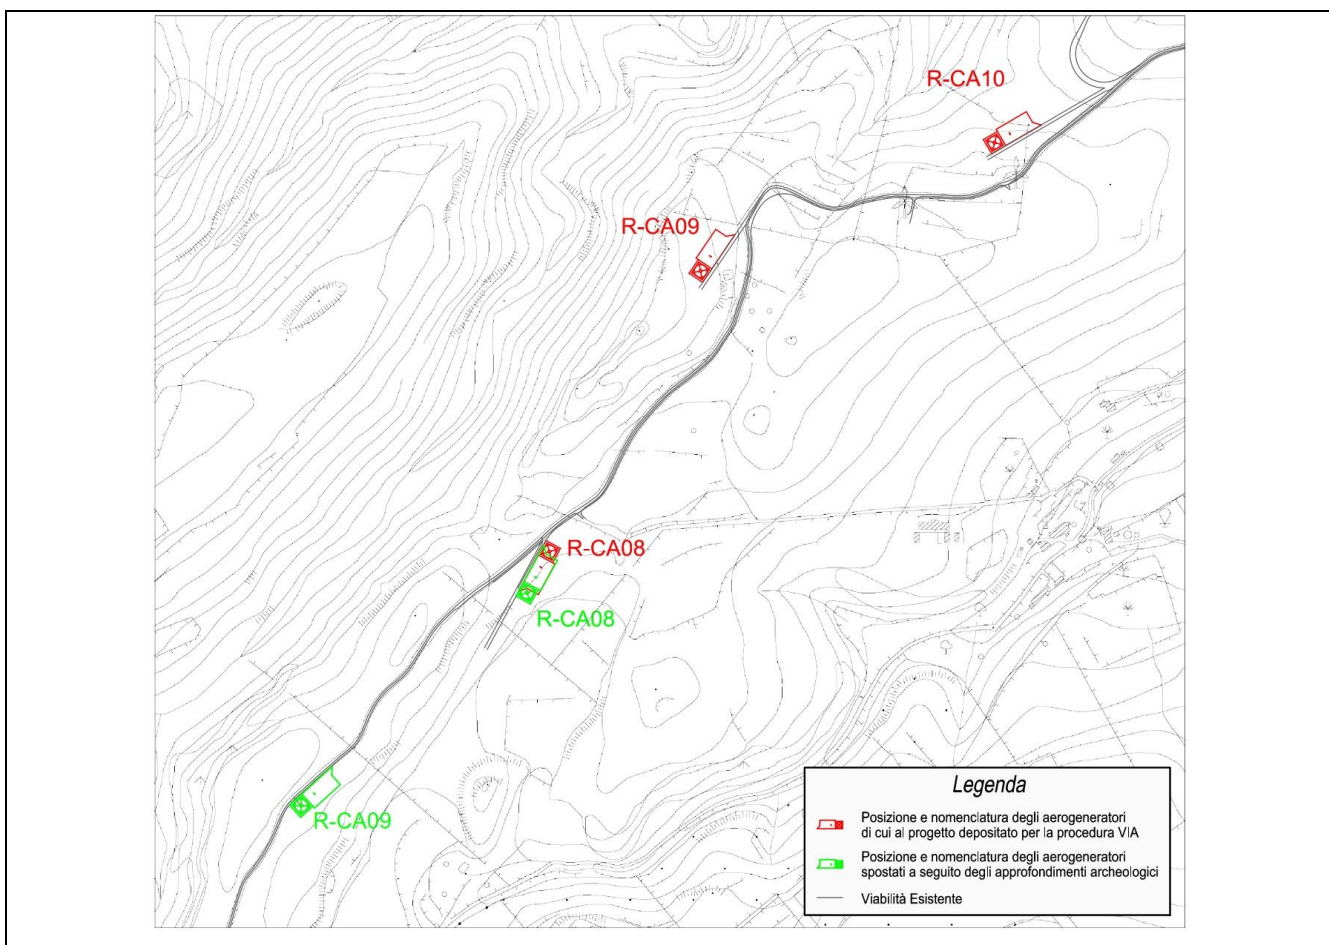 R-CA10
R-CA09
R-CA08
R-CA08
R-CA09
Legenda
Posizione e nomenclatura degli aerogeneratori
di cui al progetto depositato per la procedura VIA
Posizione e nomenclatura degli aerogeneratori
spostati a seguito degli approfondimenti archeologici
Viabilità Esistente